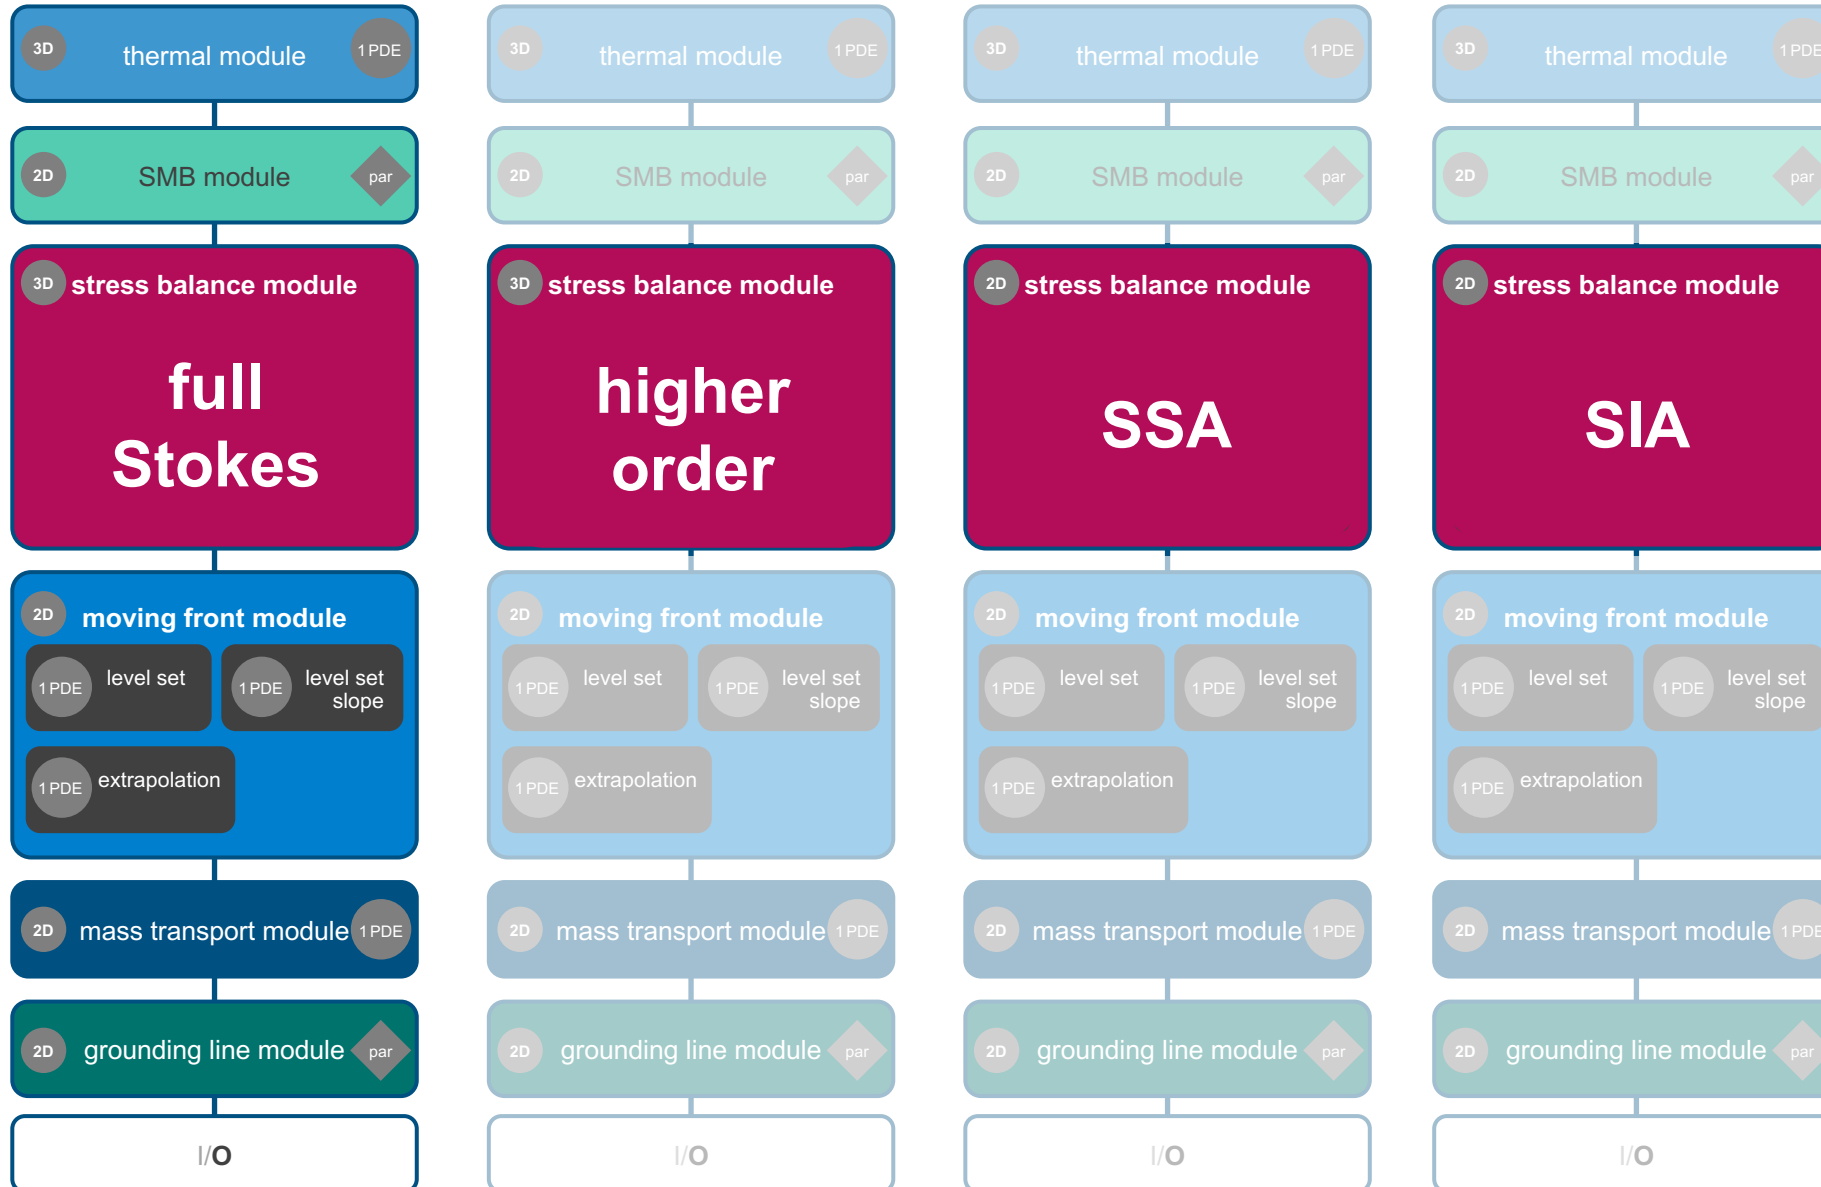 3D thermal module 1 PDE
2D SMB module par
3D stress balance module
full
Stokes
2D moving front module
1 PDE level set
1 PDE level set
slope
1 PDE extrapolation
2D mass transport module 1 PDE
2D grounding line module par
I/O
3D thermal module 1 PDE
2D SMB module par
3D stress balance module
higher
order
2D moving front module
1 PDE level set
1 PDE level set
slope
1 PDE extrapolation
2D mass transport module 1 PDE
2D grounding line module par
I/O
3D thermal module 1 PDE
2D SMB module par
2D stress balance module
SSA
2D moving front module
1 PDE level set
1 PDE level set
slope
1 PDE extrapolation
2D mass transport module 1 PDE
2D grounding line module par
I/O
3D thermal module 1 PDE
2D SMB module par
2D stress balance module
SIA
2D moving front module
1 PDE level set
1 PDE level set
slope
1 PDE extrapolation
2D mass transport module 1 PDE
2D grounding line module par
I/O